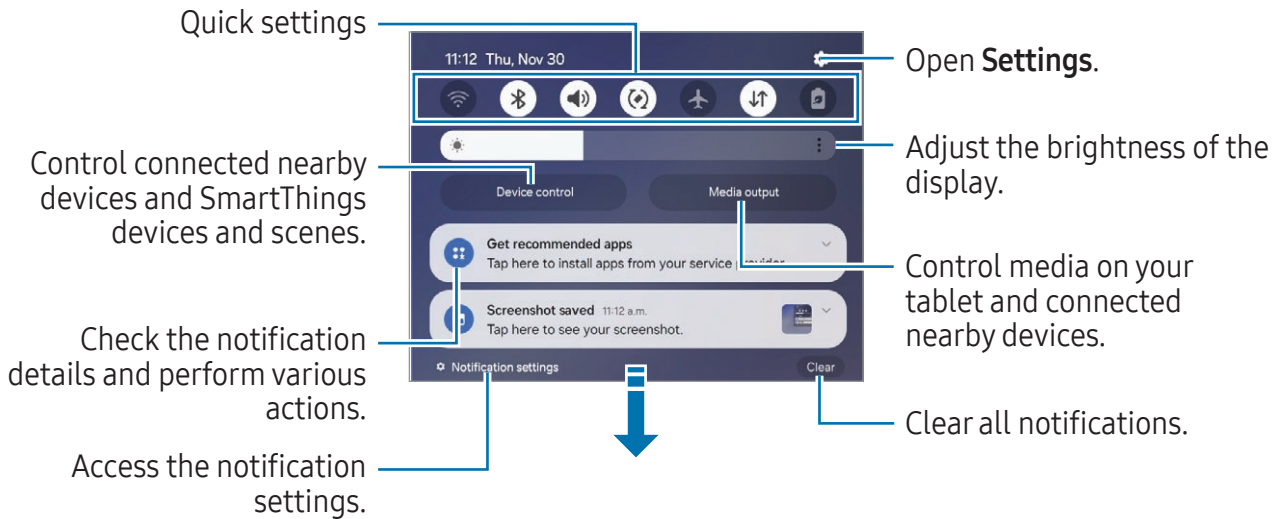 Quick settings
11:12 Thu, Nov 30
Open Settings.
Control connected nearby
devices and SmartThings
devices and scenes.
Adjust the brightness of the
display.
Device control
Media output
Get recommended apps
Tap here to install apps from your service provider.
Control media on your
tablet and connected
nearby devices.
Screenshot saved 11:12 a.m.
Tap here to see your screenshot.
Check the notification
details and perform various
actions.
Notification settings
Clear
Clear all notifications.
Access the notification
settings.